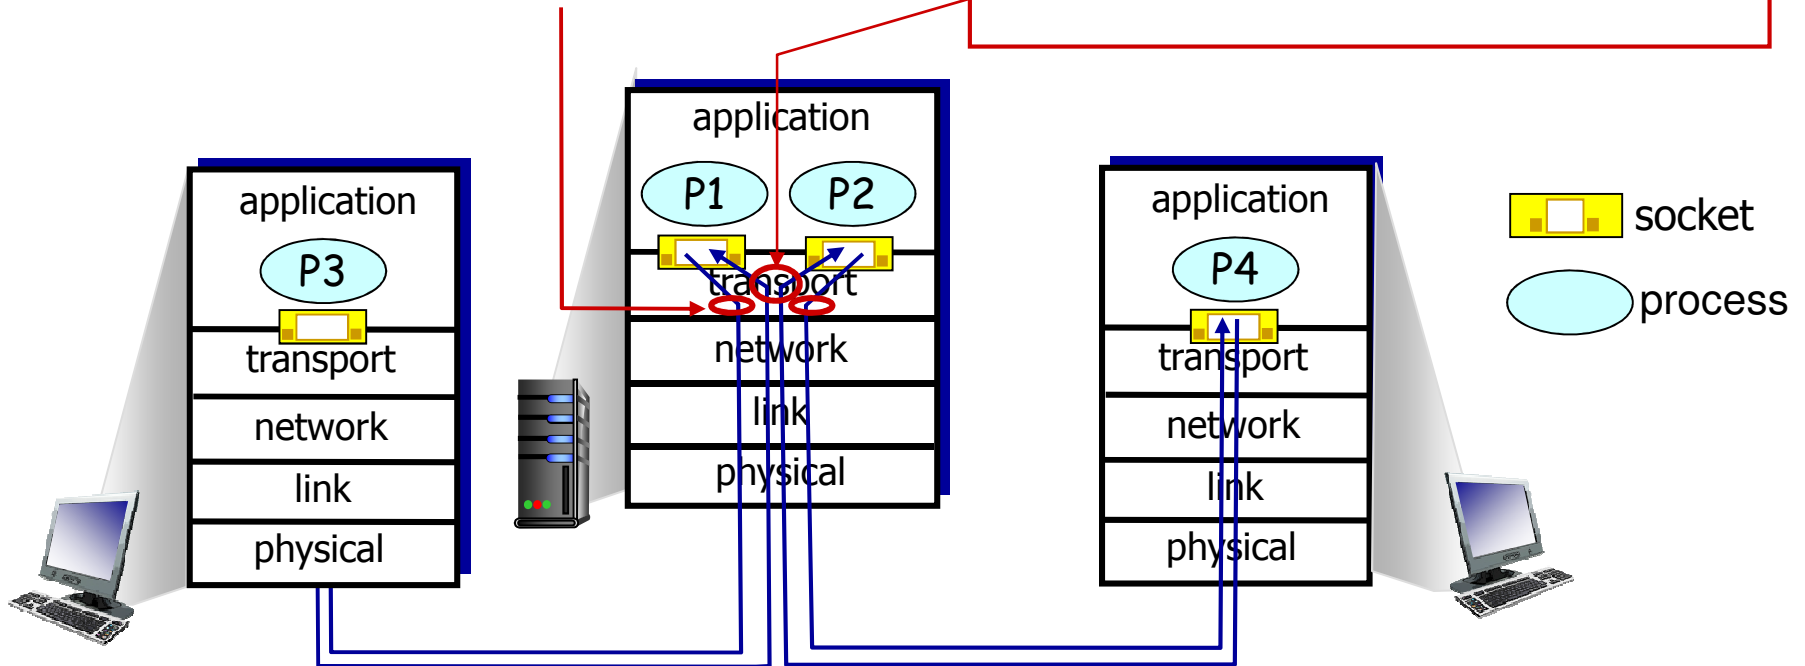 application
P3
transport
network
link
physical
application
P1
P2
transport
network
link
physical
application
P4
transport
network
link
physical
socket
process